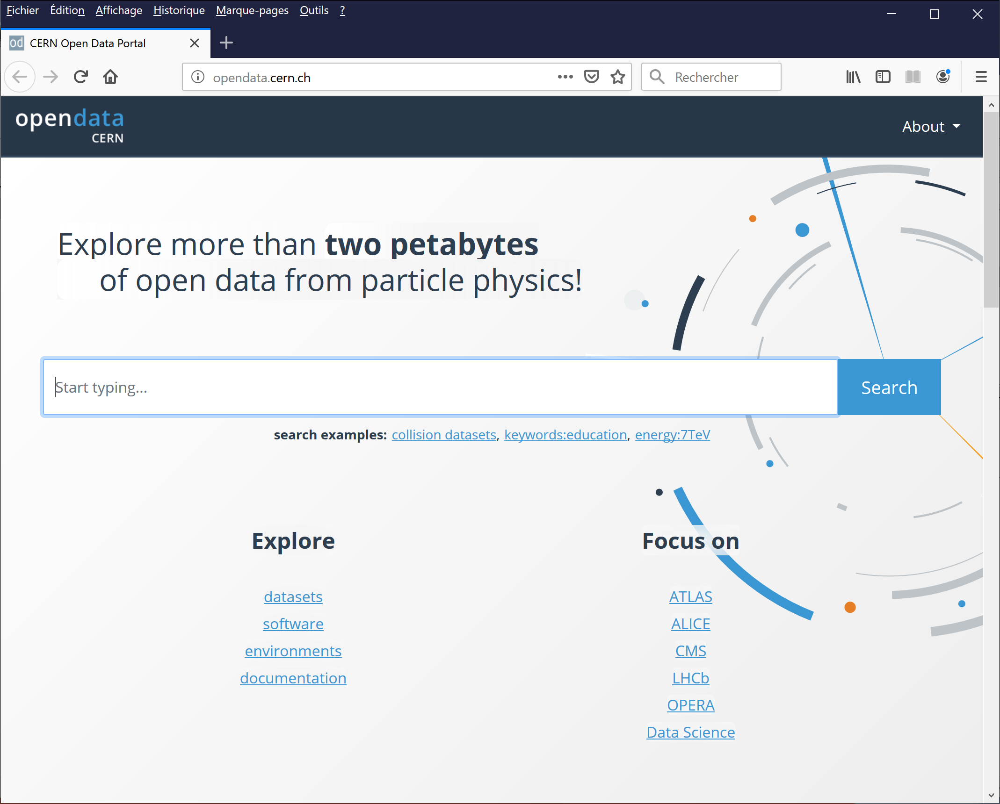 Fichier Édition Affichage Historique Marque-pages Outils ?
od CERN Open Data Portal
opendata.cern.ch Rechercher
opendata
CERN
About
Explore more than two petabytes
of open data from particle physics!
Start typing... Search
search examples: collision datasets, keywords:education, energy:7TeV
Explore
datasets
software
environments
documentation
Focus on
ATLAS
ALICE
CMS
LHCb
OPERA
Data Science